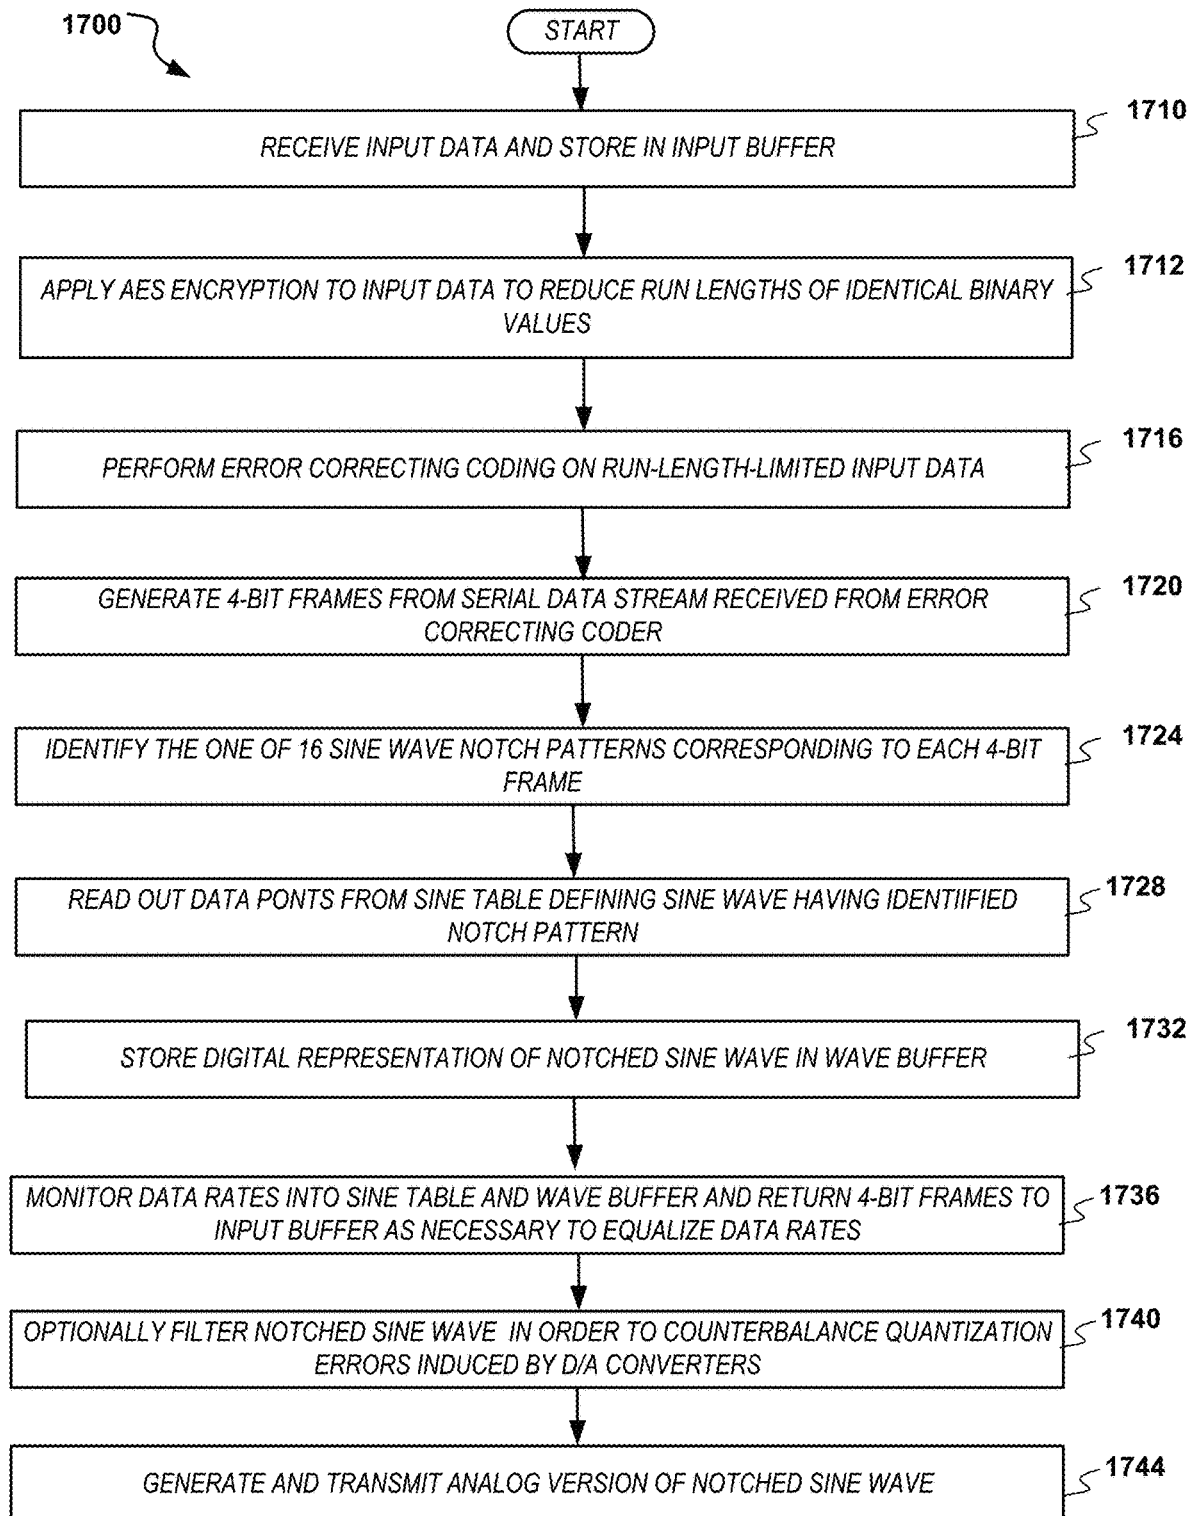 1700
START
RECEIVE INPUT DATA AND STORE IN INPUT BUFFER
1710
APPLY AES ENCRYPTION TO INPUT DATA TO REDUCE RUN LENGTHS OF IDENTICAL BINARY
VALUES
1712
PERFORM ERROR CORRECTING CODING ON RUN-LENGTH-LIMITED INPUT DATA
1716
GENERATE 4-BIT FRAMES FROM SERIAL DATA STREAM RECEIVED FROM ERROR
CORRECTING CODER
1720
IDENTIFY THE ONE OF 16 SINE WAVE NOTCH PATTERNS CORRESPONDING TO EACH 4-BIT
FRAME
1724
READ OUT DATA PONTS FROM SINE TABLE DEFINING SINE WAVE HAVING IDENTIIFIED
NOTCH PATTERN
1728
STORE DIGITAL REPRESENTATION OF NOTCHED SINE WAVE IN WAVE BUFFER
1732
MONITOR DATA RATES INTO SINE TABLE AND WAVE BUFFER AND RETURN 4-BIT FRAMES TO
INPUT BUFFER AS NECESSARY TO EQUALIZE DATA RATES
1736
OPTIONALLY FILTER NOTCHED SINE WAVE IN ORDER TO COUNTERBALANCE QUANTIZATION
ERRORS INDUCED BY D/A CONVERTERS
1740
GENERATE AND TRANSMIT ANALOG VERSION OF NOTCHED SINE WAVE
1744